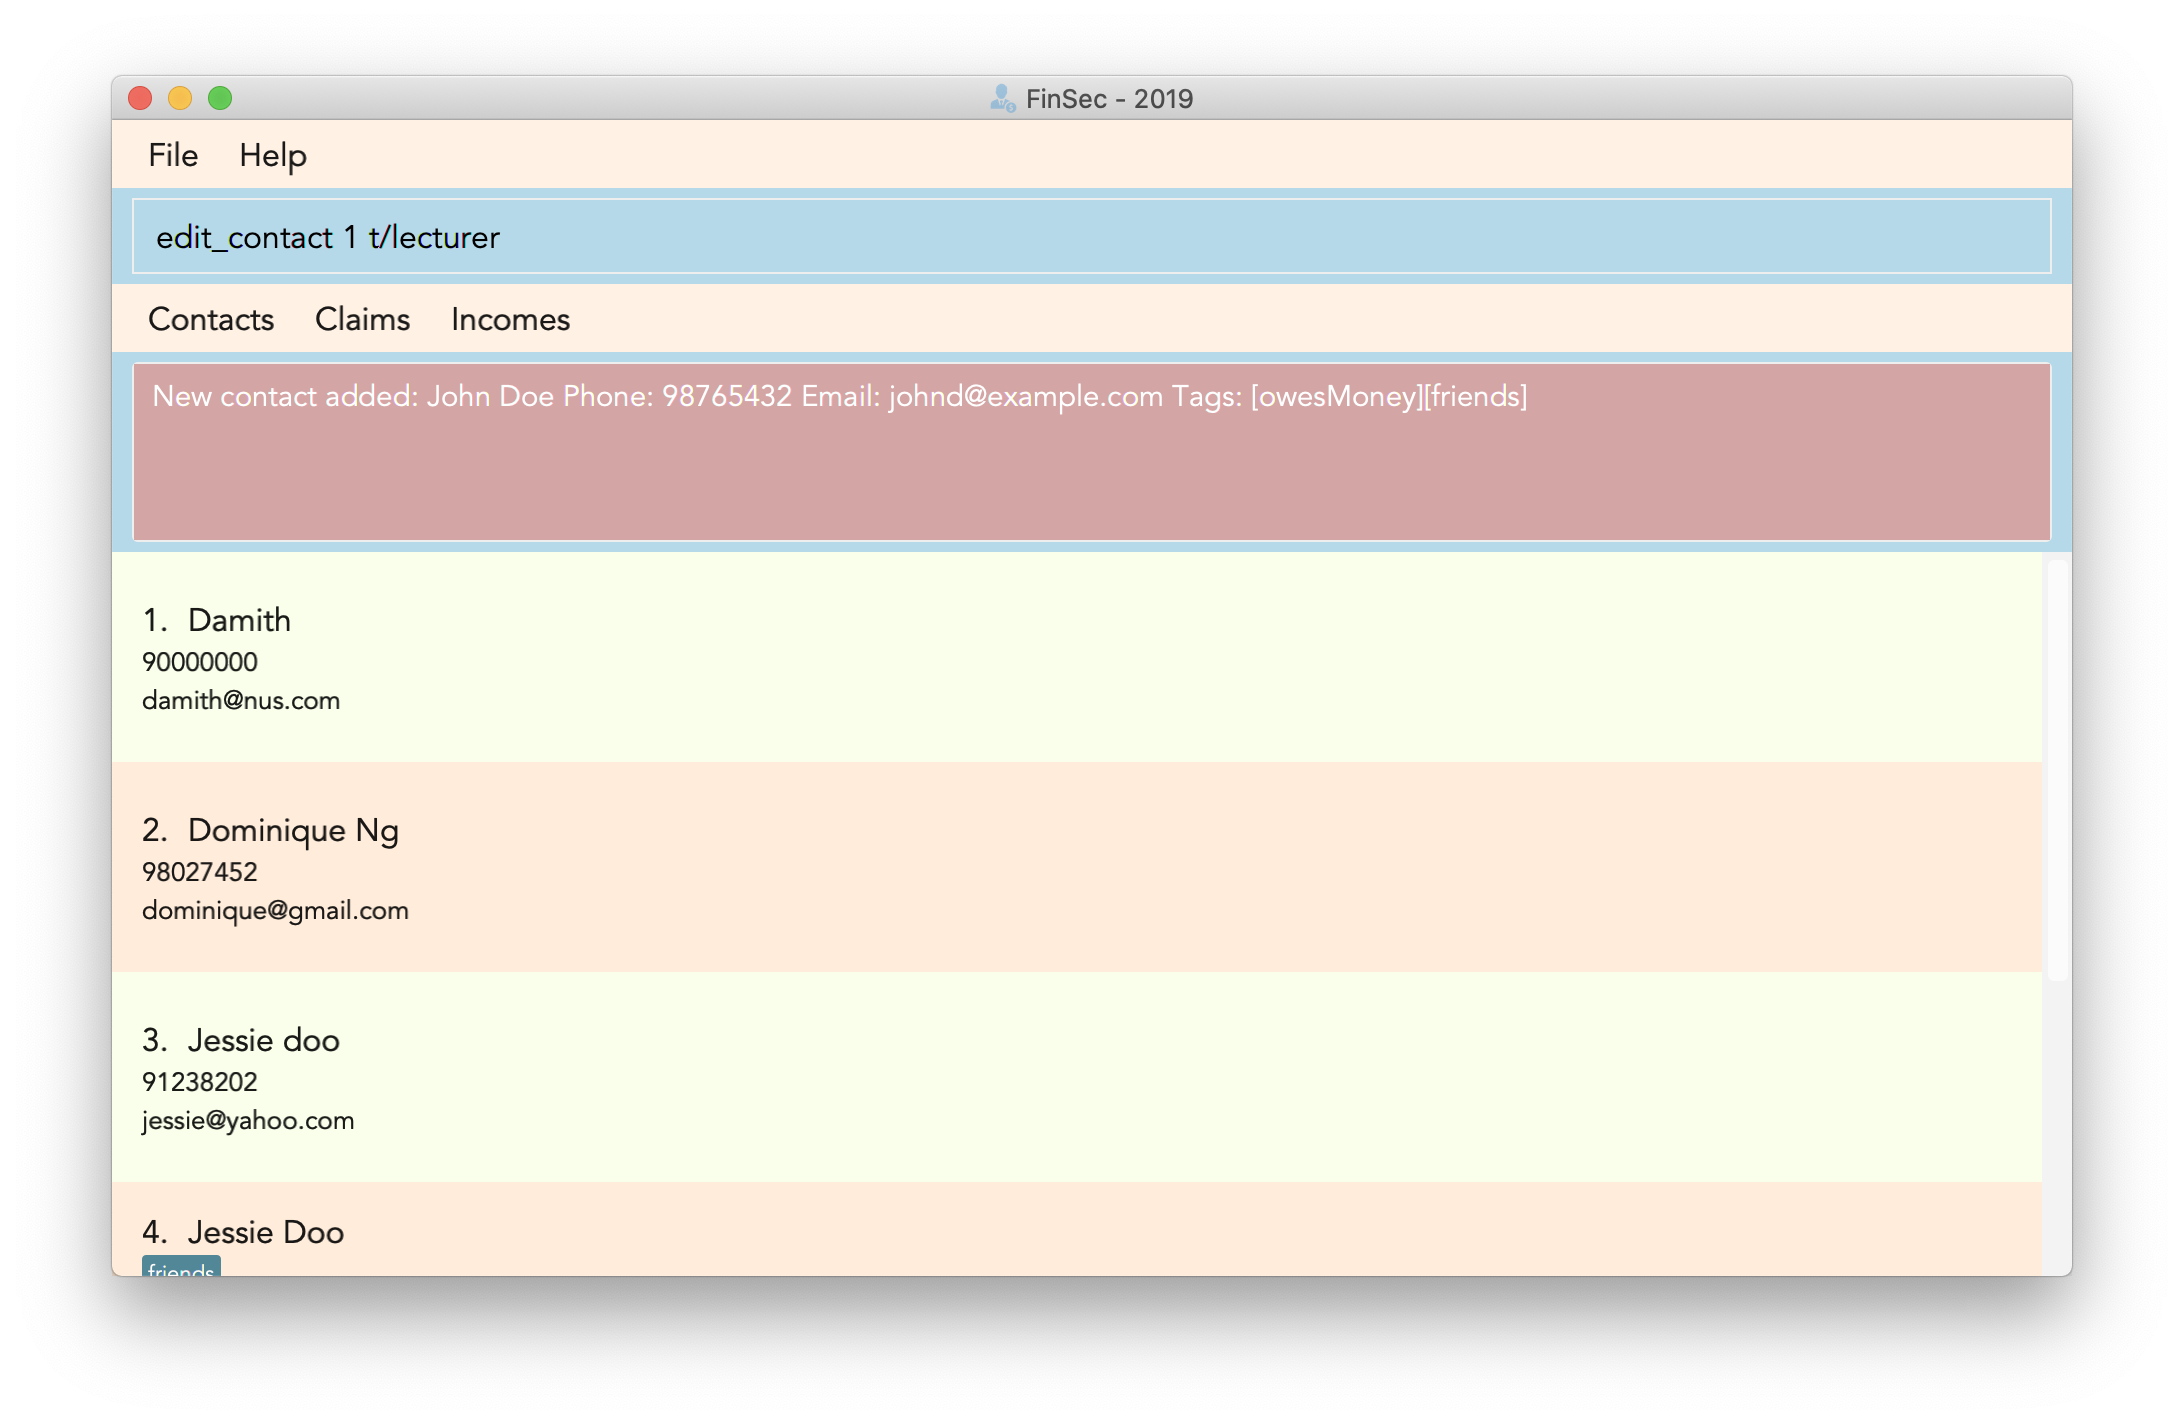 FinSec - 2019
File Help
edit_contact 1 t/lecturer
Contacts Claims Incomes
New contact added: John Doe Phone: 98765432 Email: johnd@example.com Tags: [owesMoney][friends]
1. Damith
90000000
damith@nus.com
2. Dominique Ng
98027452
dominique@gmail.com
3. Jessie doo
91238202
jessie@yahoo.com
4. Jessie Doo
friends